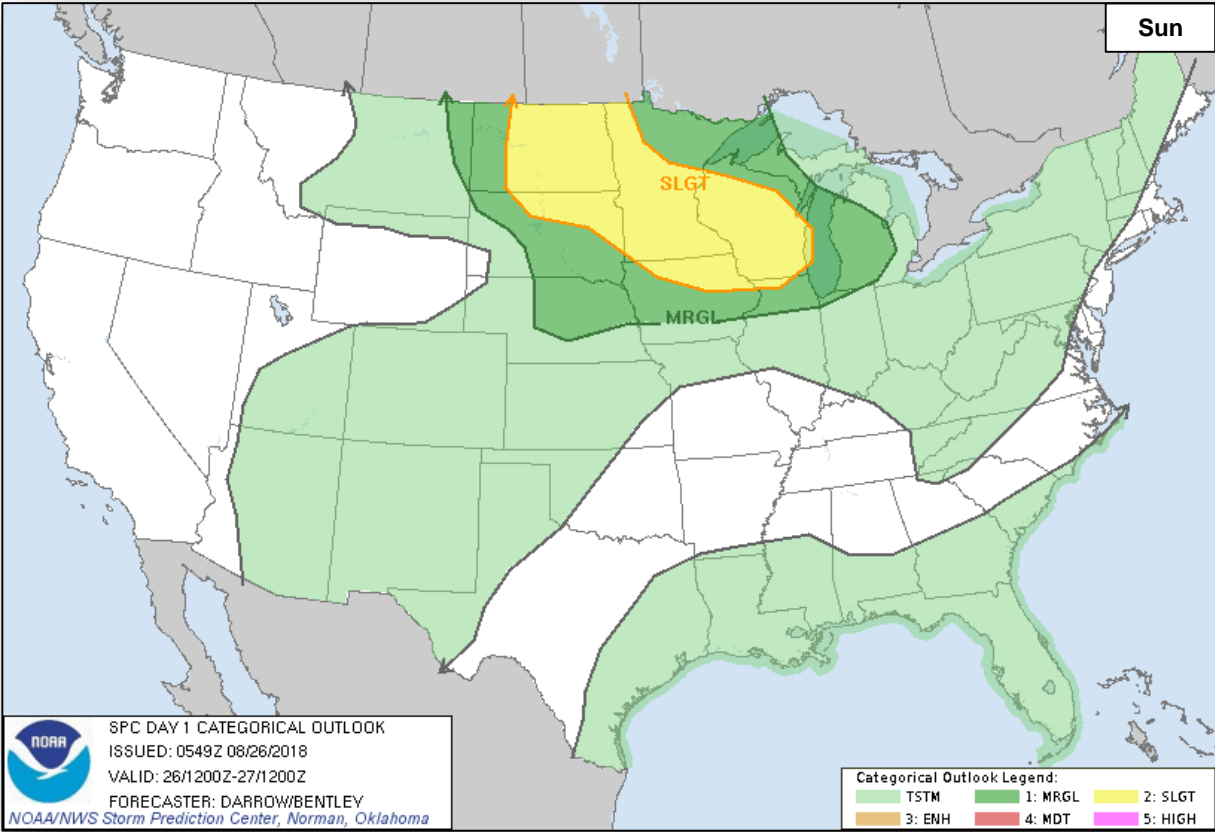 Sun
SLGT
MRGL
NOAA
SPC DAY 1 CATEGORICAL OUTLOOK
ISSUED: 0549Z 08/26/2018
VALID: 26/1200Z-27/1200Z
FORECASTER: DARROW/BENTLEY
NOAA/NWS Storm Prediction Center, Norman, Oklahoma
Categorical Outlook Legend:
TSTM 1: MRGL 2: SLGT
3: ENH 4: MDT 5: HIGH